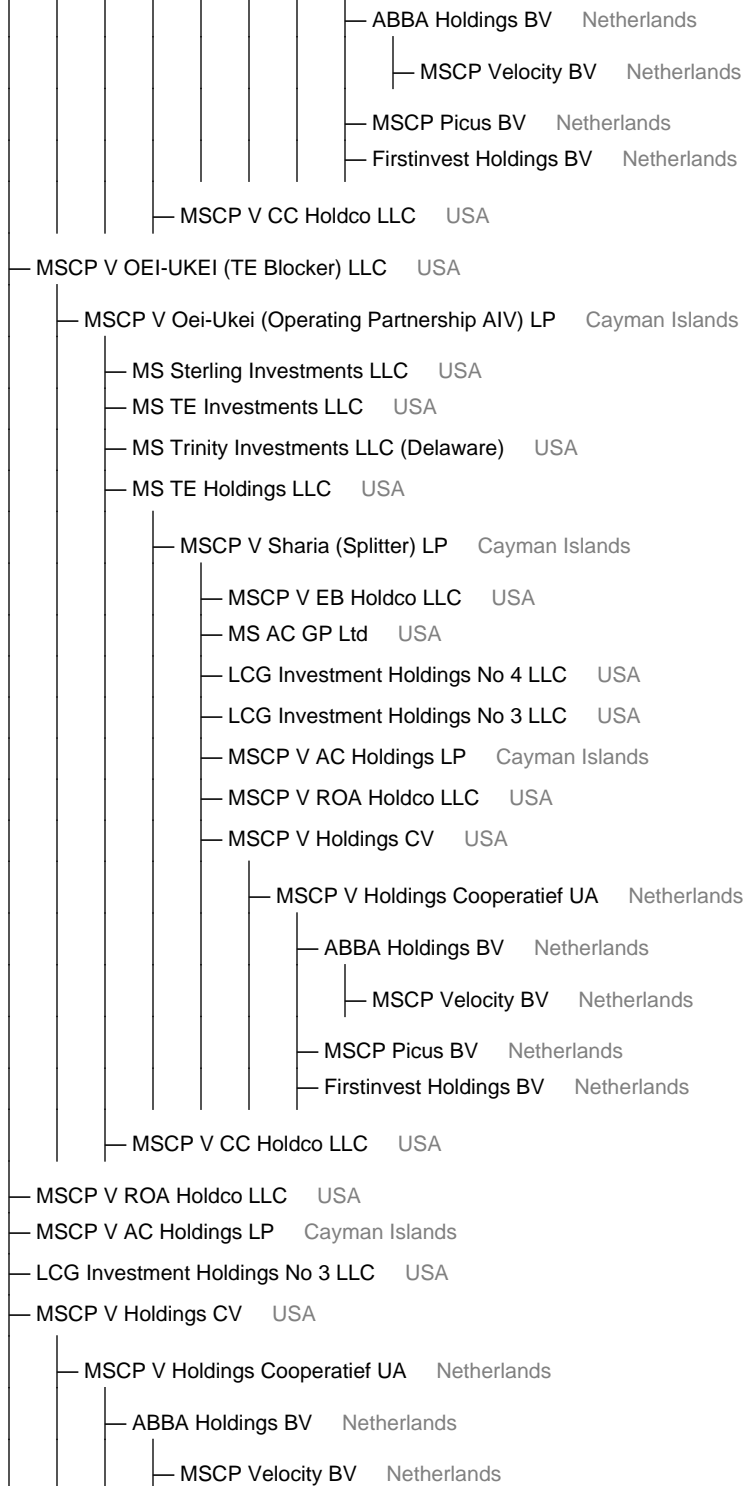 ABBA Holdings BV Netherlands
MSCP Velocity BV Netherlands
MSCP Picus BV Netherlands
Firstinvest Holdings BV Netherlands
MSCP V CC Holdco LLC USA
MSCP V OEI-UKEI (TE Blocker) LLC USA
MSCP V Oei-Ukei (Operating Partnership AIV) LP Cayman Islands
MS Sterling Investments LLC USA
MS TE Investments LLC USA
MS Trinity Investments LLC (Delaware) USA
MS TE Holdings LLC USA
MSCP V Sharia (Splitter) LP Cayman Islands
MSCP V EB Holdco LLC USA
MS AC GP Ltd USA
LCG Investment Holdings No 4 LLC USA
LCG Investment Holdings No 3 LLC USA
MSCP V AC Holdings LP Cayman Islands
MSCP V ROA Holdco LLC USA
MSCP V Holdings CV USA
MSCP V Holdings Cooperatief UA Netherlands
ABBA Holdings BV Netherlands
MSCP Velocity BV Netherlands
MSCP Picus BV Netherlands
Firstinvest Holdings BV Netherlands
MSCP V CC Holdco LLC USA
MSCP V ROA Holdco LLC USA
MSCP V AC Holdings LP Cayman Islands
LCG Investment Holdings No 3 LLC USA
MSCP V Holdings CV USA
MSCP V Holdings Cooperatief UA Netherlands
ABBA Holdings BV Netherlands
MSCP Velocity BV Netherlands